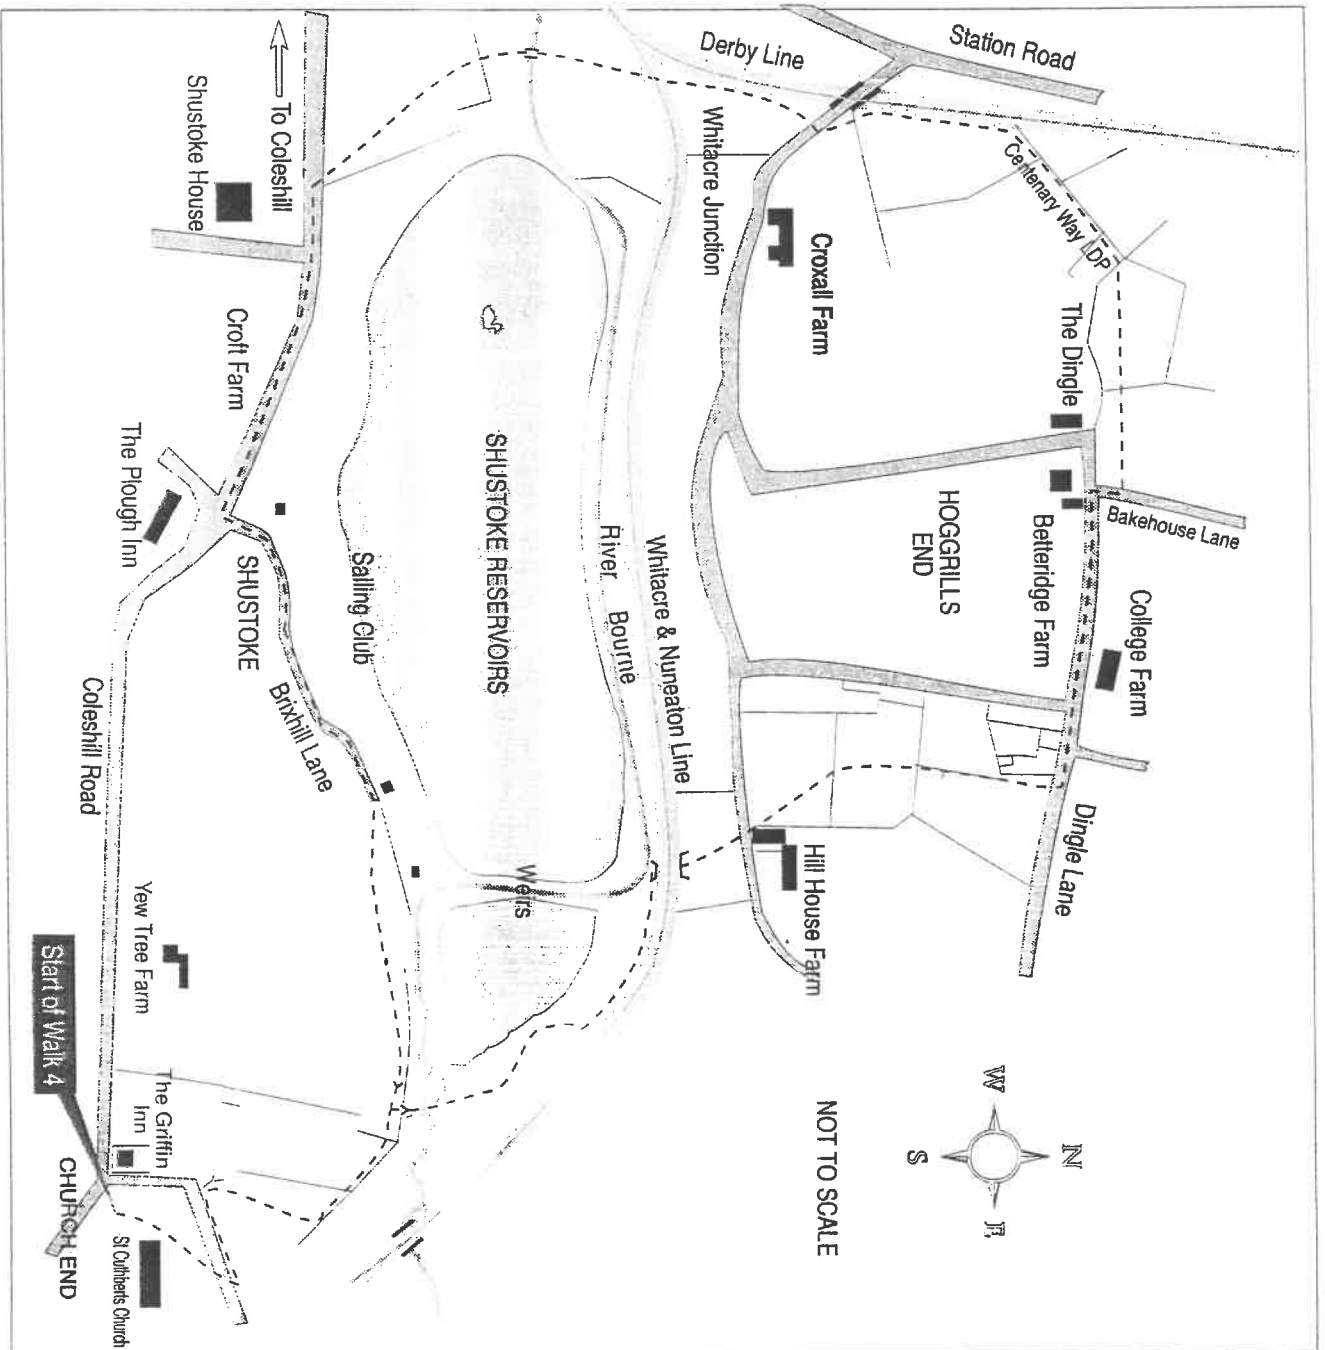 Station Road
Derby Line
Whitacre Junction
Centenary Way LDP
To Coleshill
Shustoke House
Croxall Farm
The Dingle
Croft Farm
The Plough Inn
SHUSTOKE RESERVOIRS
HOGGRILLS
END
Betteridge Farm
Bakehouse Lane
College Farm
River Bourne
Whitacre & Nuneaton Line
Sailing Club
SHUSTOKE
Brixhill Lane
Coleshill Road
Dingle Lane
Hill House Farm
Weirs
Yew Tree Farm
Start of Walk 4
The Griffin
Inn
CHURCH END
St Cuthberts Church
N
W
E
S
NOT TO SCALE